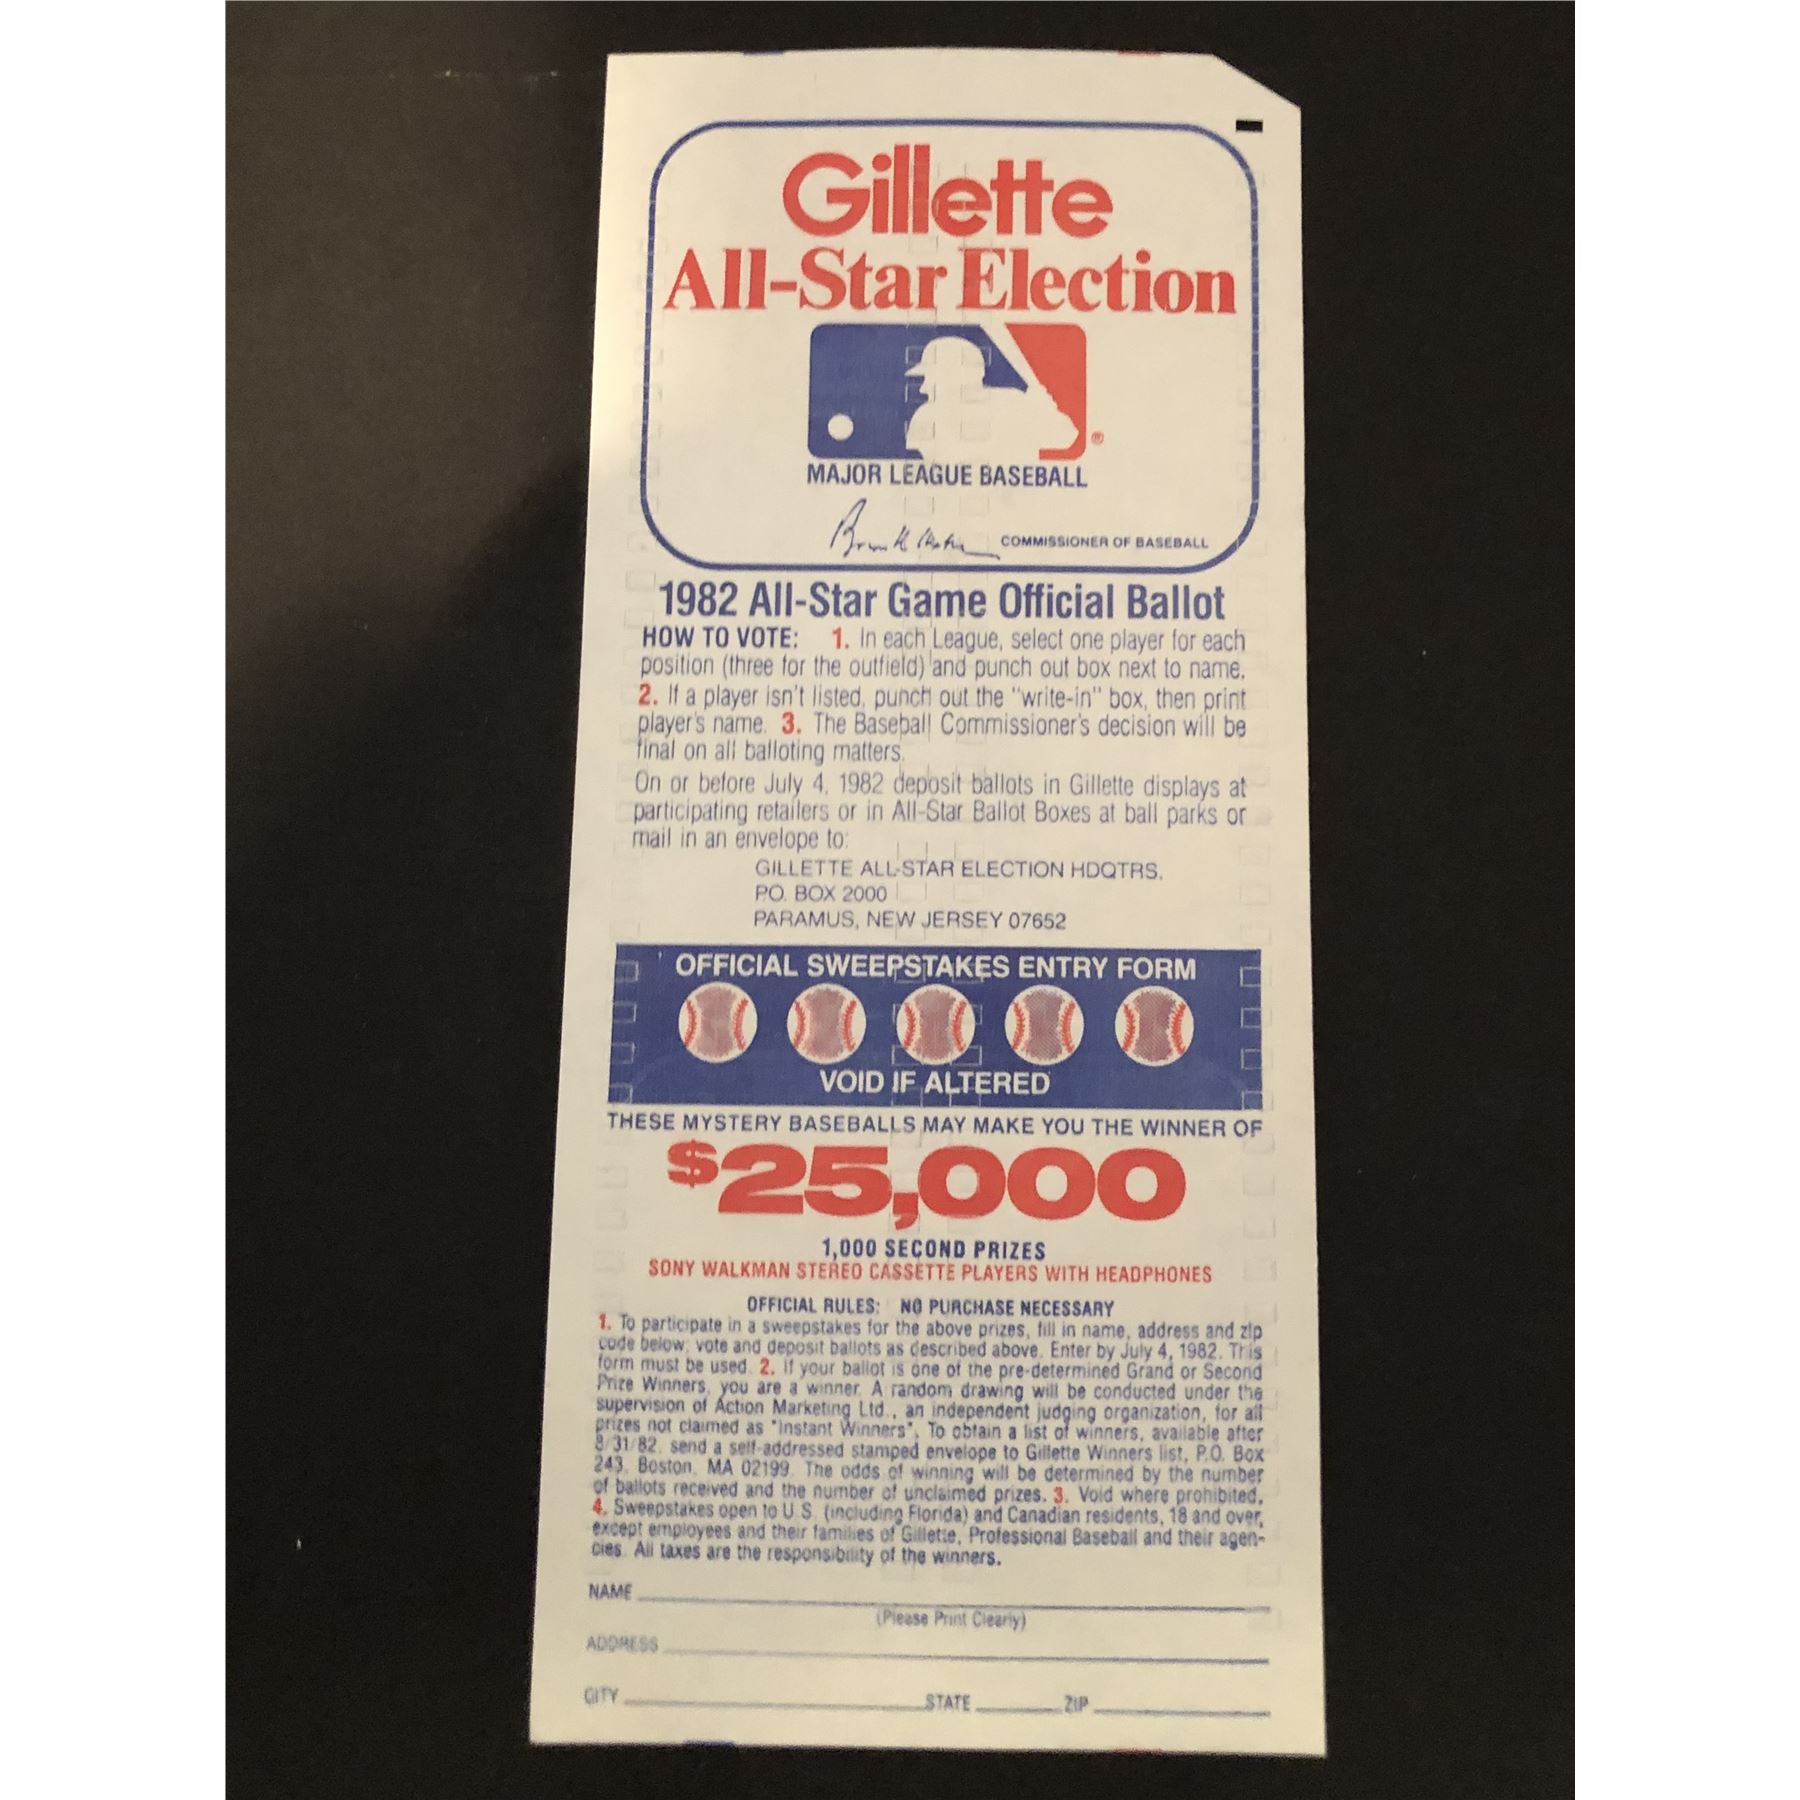 Gillette
All-Star Election
®
MAJOR LEAGUE BASEBALL
COMMISSIONER OF BASEBALL
1982 All-Star Game Official Ballot
HOW TO VOTE: 1. In each League, select one player for each
position (three for the outfield) and punch out box next to name.
2. If a player isn't listed, punch out the "write-in" box, then print
player's name. 3. The Baseball Commissioner's decision will be
final on all balloting matters.
On or before July 4, 1982 deposit ballots in Gillette displays at
participating retailers or in All-Star Ballot Boxes at ball parks or
mail in an envelope to:
GILLETTE ALL-STAR ELECTION HDQTRS.
P.O. BOX 2000
PARAMUS, NEW JERSEY 07652
OFFICIAL SWEEPSTAKES ENTRY FORM
VOID IF ALTERED
THESE MYSTERY BASEBALLS MAY MAKE YOU THE WINNER OF
$25,000
1,000 SECOND PRIZES
SONY WALKMAN STEREO CASSETTE PLAYERS WITH HEADPHONES
OFFICIAL RULES: NO PURCHASE NECESSARY
1. To participate in a sweepstakes for the above prizes, fill in name, address and zip
code below, vote and deposit ballots as described above. Enter by July 4, 1982. This
form must be used. 2. If your ballot is one of the pre-determined Grand or Second
Prize Winners, you are a winner. A random drawing will be conducted under the
supervision of Action Marketing Ltd., an independent judging organization, for all
prizes not claimed as "Instant Winners". To obtain a list of winners, available after
8/31/82, send a self-addressed stamped envelope to Gillette Winners list, P.O. Box
243, Boston, MA 02199. The odds of winning will be determined by the number
of ballots received and the number of unclaimed prizes. 3. Void where prohibited.
4. Sweepstakes open to U.S. (including Florida) and Canadian residents, 18 and over,
except employees and their families of Gillette, Professional Baseball and their agen-
cies. All taxes are the responsibility of the winners.
NAME
(Please Print Clearly)
ADDRESS
CITY STATE ZIP